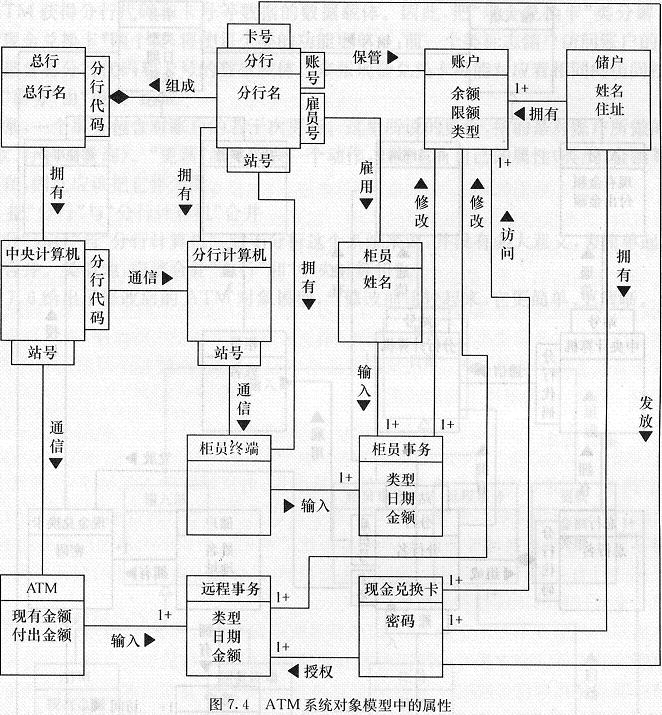 卡号
总行
总行名
分行代码
组成
分行
分行名
账号
雇员号
站号
保管
账户
余额
限额
类型
1+
拥有
储户
姓名
住址
拥有
拥有
雇用
修改
修改
1+
访问
中央计算机
分行代码
站号
通信
分行计算机
站号
拥有
柜员
姓名
拥有
通信
通信
输入
发放
1+
1+
柜员终端
输入
1+
柜员事务
类型
日期
金额
ATM
现有金额
付出金额
输入
1+
远程事务
类型
日期
金额
1+
1+
授权
现金兑换卡
密码
1+
1+
图 7.4 ATM系统对象模型中的属性